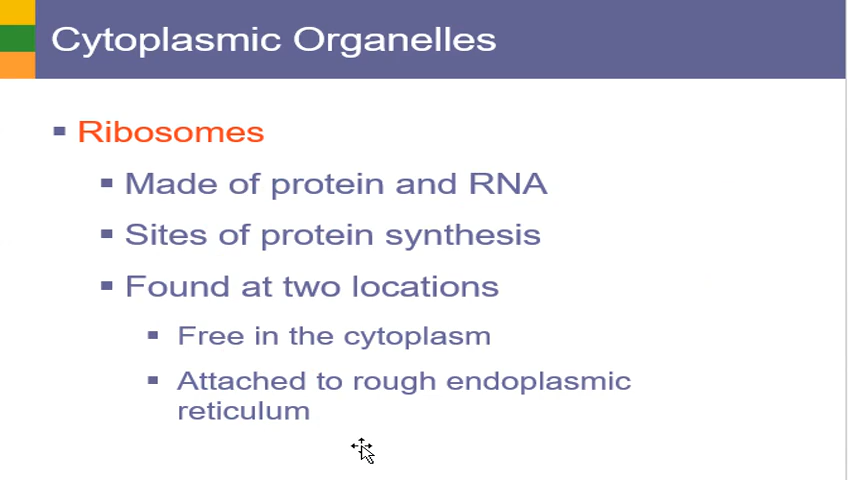 Cytoplasmic Organelles
Ribosomes
Made of protein and RNA
Sites of protein synthesis
Found at two locations
Free in the cytoplasm
Attached to rough endoplasmic
reticulum